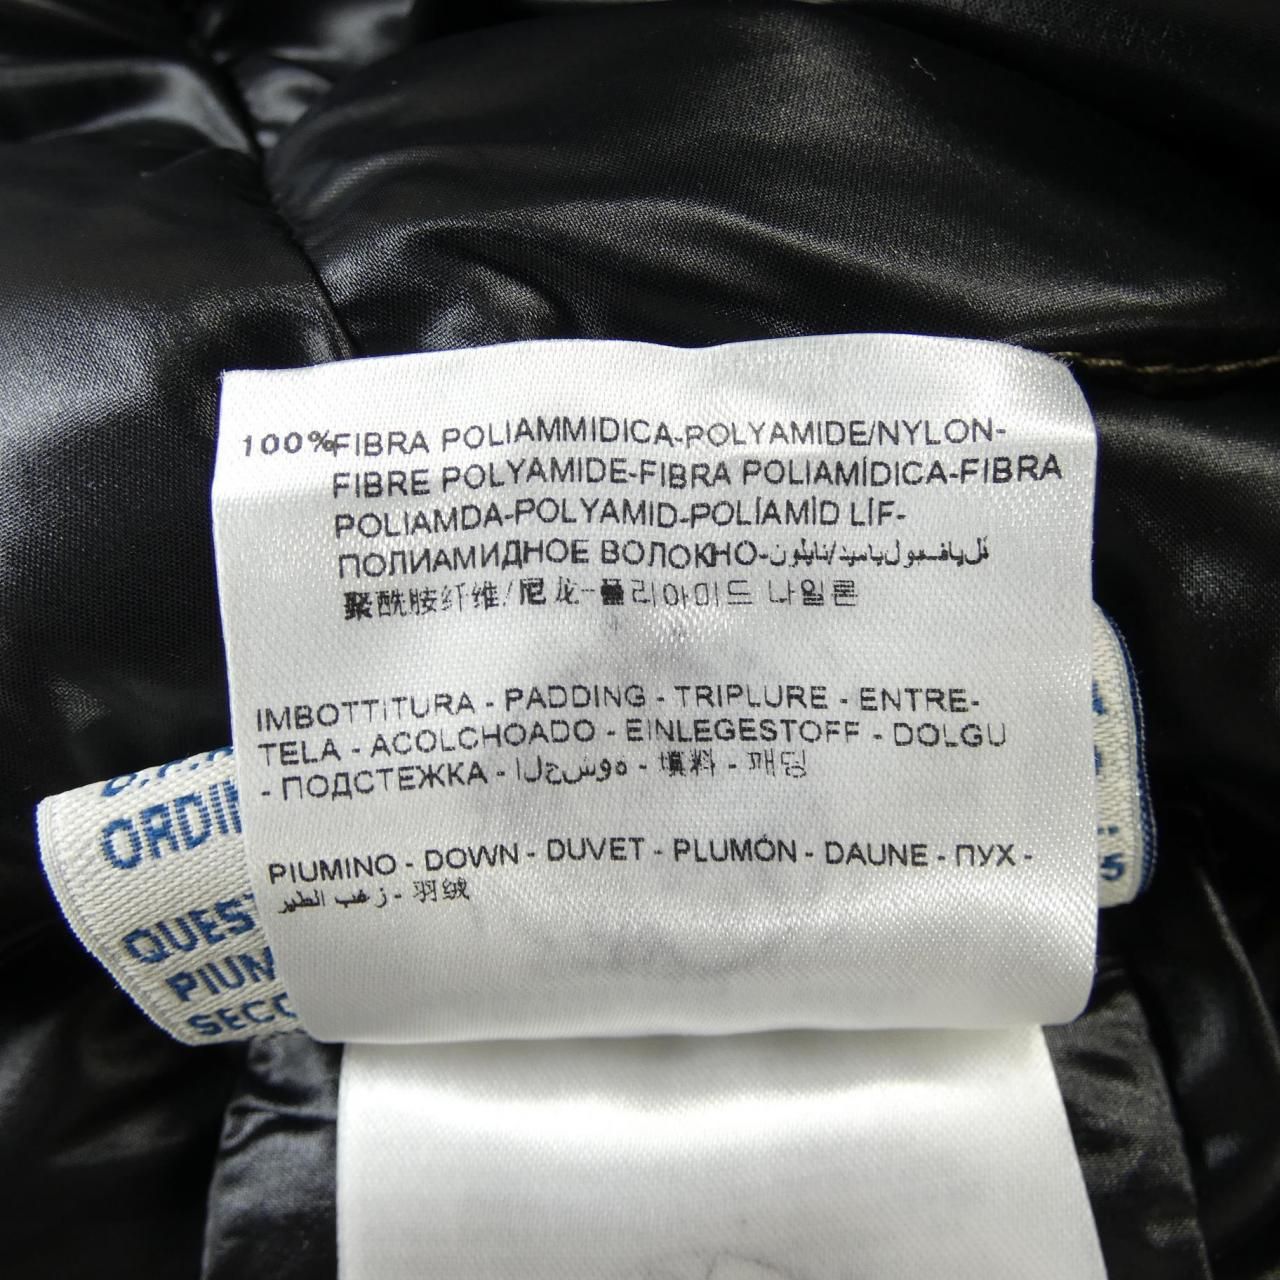 100%FIBRA POLIAMMIDICA-POLYAMIDE/NYLON-
FIBRE POLYAMIDE-FIBRA POLIAMÍDICA-FIBRA
POLIAMDA-POLYAMID-POLİAMİD LİF-
ПОЛИАМИДНОЕ ВОЛОКНО-
聚酰胺纤维/尼龙-폴리아미드 나일론
IMBOTTITURA - PADDING - TRIPLURE - ENTRE-
TELA - ACOLCHOADO - EINLEGESTOFF - DOLGU
- ПОДСТЕЖКА - الحشوه - 填料 - 패딩
PIUMINO - DOWN - DUVET - PLUMÓN - DAUNE - ПУХ -
زغب الطير - 羽绒
ORDIN
QUEST
PIUM
SECO
5